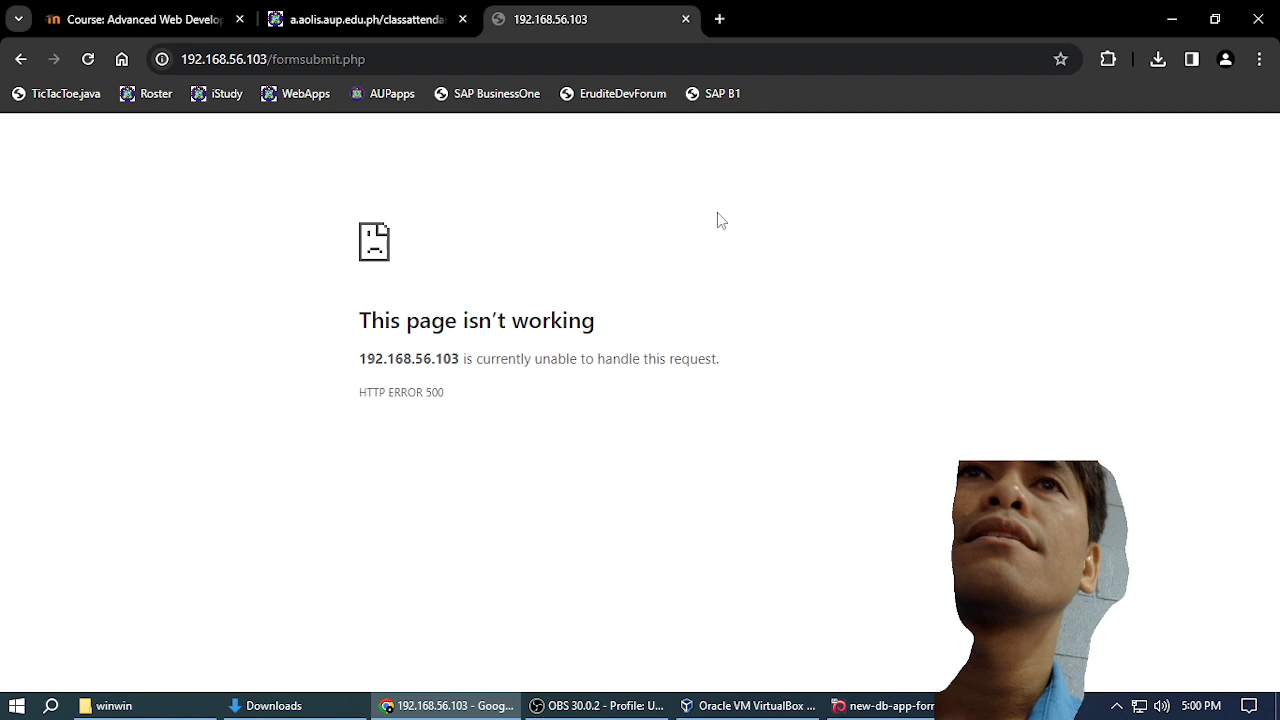 Course: Advanced Web Develop
a.aolis.aup.edu.ph/classattenda
192.168.56.103
192.168.56.103/formsubmit.php
TicTacToe.java
Roster
iStudy
WebApps
AUPapps
SAP BusinessOne
EruditeDevForum
SAP B1
This page isn’t working
192.168.56.103 is currently unable to handle this request.
HTTP ERROR 500
winwin
Downloads
192.168.56.103 - Goog...
OBS 30.0.2 - Profile: U...
Oracle VM VirtualBox ...
new-db-app-form
5:00 PM